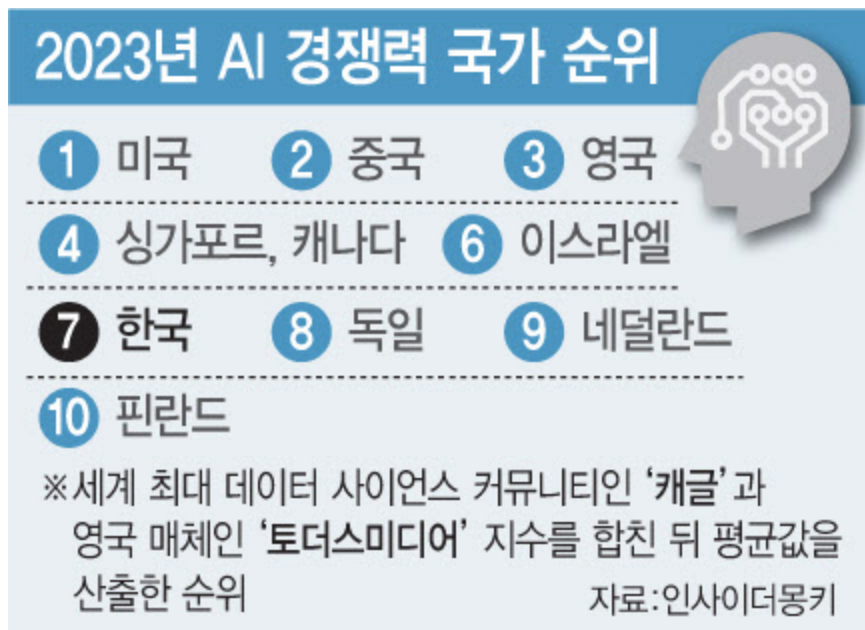 2023년 AI 경쟁력 국가 순위
1 미국 2 중국 3 영국
4 싱가포르, 캐나다 6 이스라엘
7 한국 8 독일 9 네덜란드
10 핀란드
※세계 최대 데이터 사이언스 커뮤니티인 ‘캐글’과
영국 매체인 ‘토더스미디어’ 지수를 합친 뒤 평균값을
산출한 순위
자료:인사이더몽키